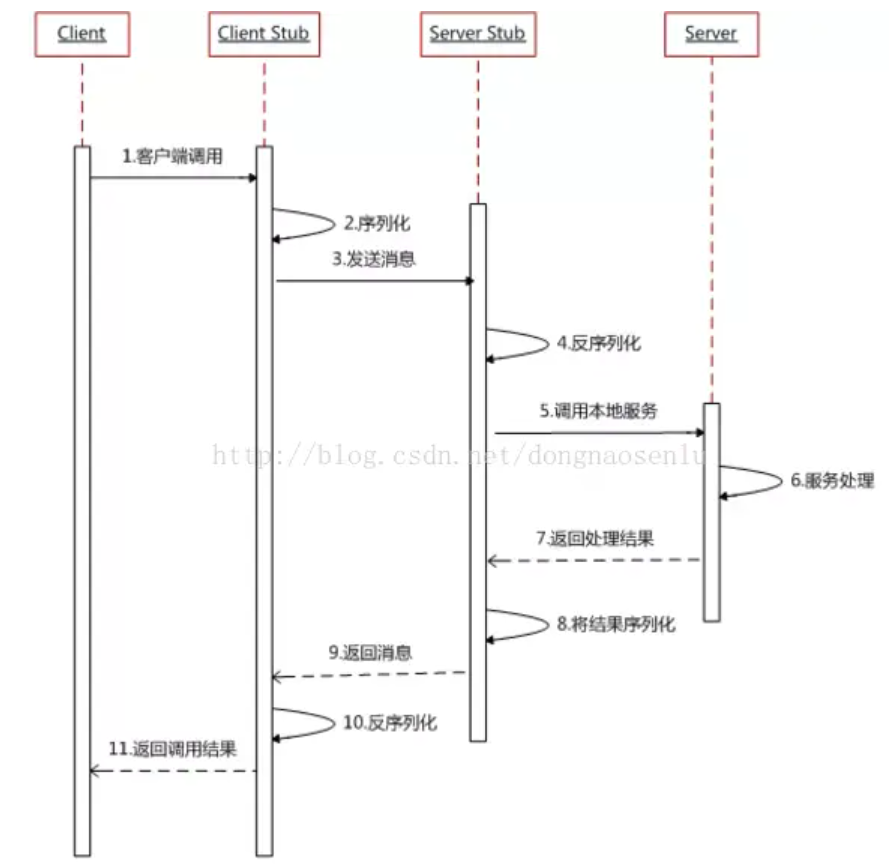 Client
Client Stub
Server Stub
Server
1.客户端调用
2.序列化
3.发送消息
4.反序列化
5.调用本地服务
http://blog.csdn.net/dongnaosenlu
6.服务处理
7.返回处理结果
8.将结果序列化
9.返回消息
10.反序列化
11.返回调用结果